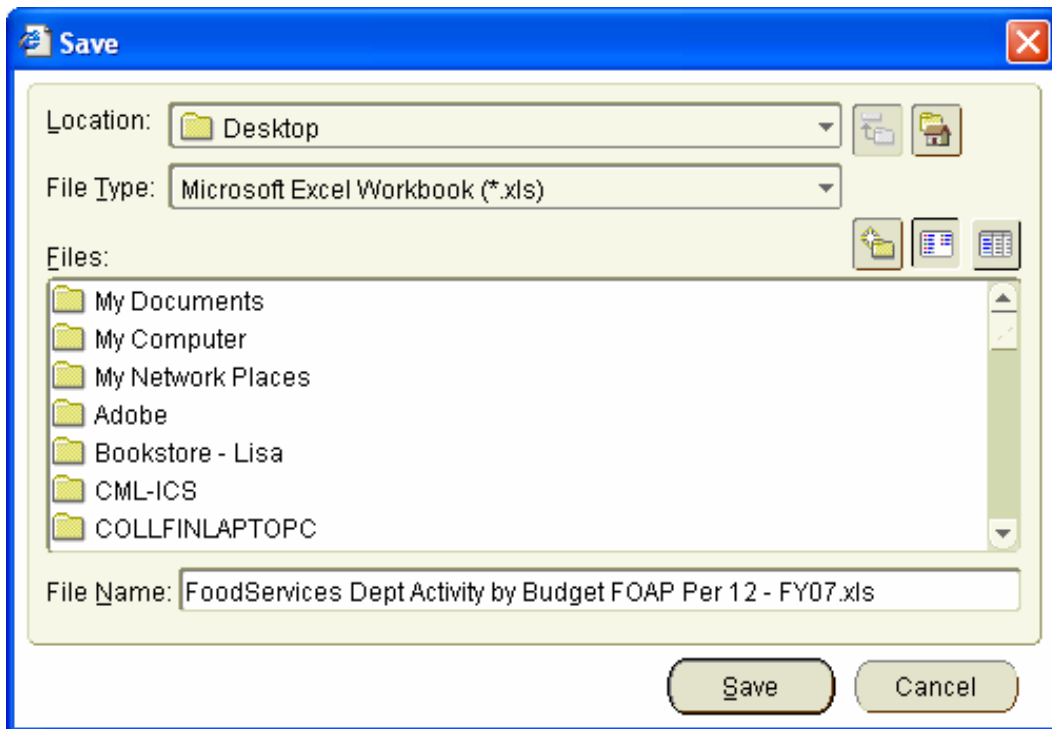 Save
Location: Desktop
File Type: Microsoft Excel Workbook (*.xls)
Files:
My Documents
My Computer
My Network Places
Adobe
Bookstore - Lisa
CML-ICS
COLLFINLAPTOPC
File Name: FoodServices Dept Activity by Budget FOAP Per 12 - FY07.xls
Save Cancel